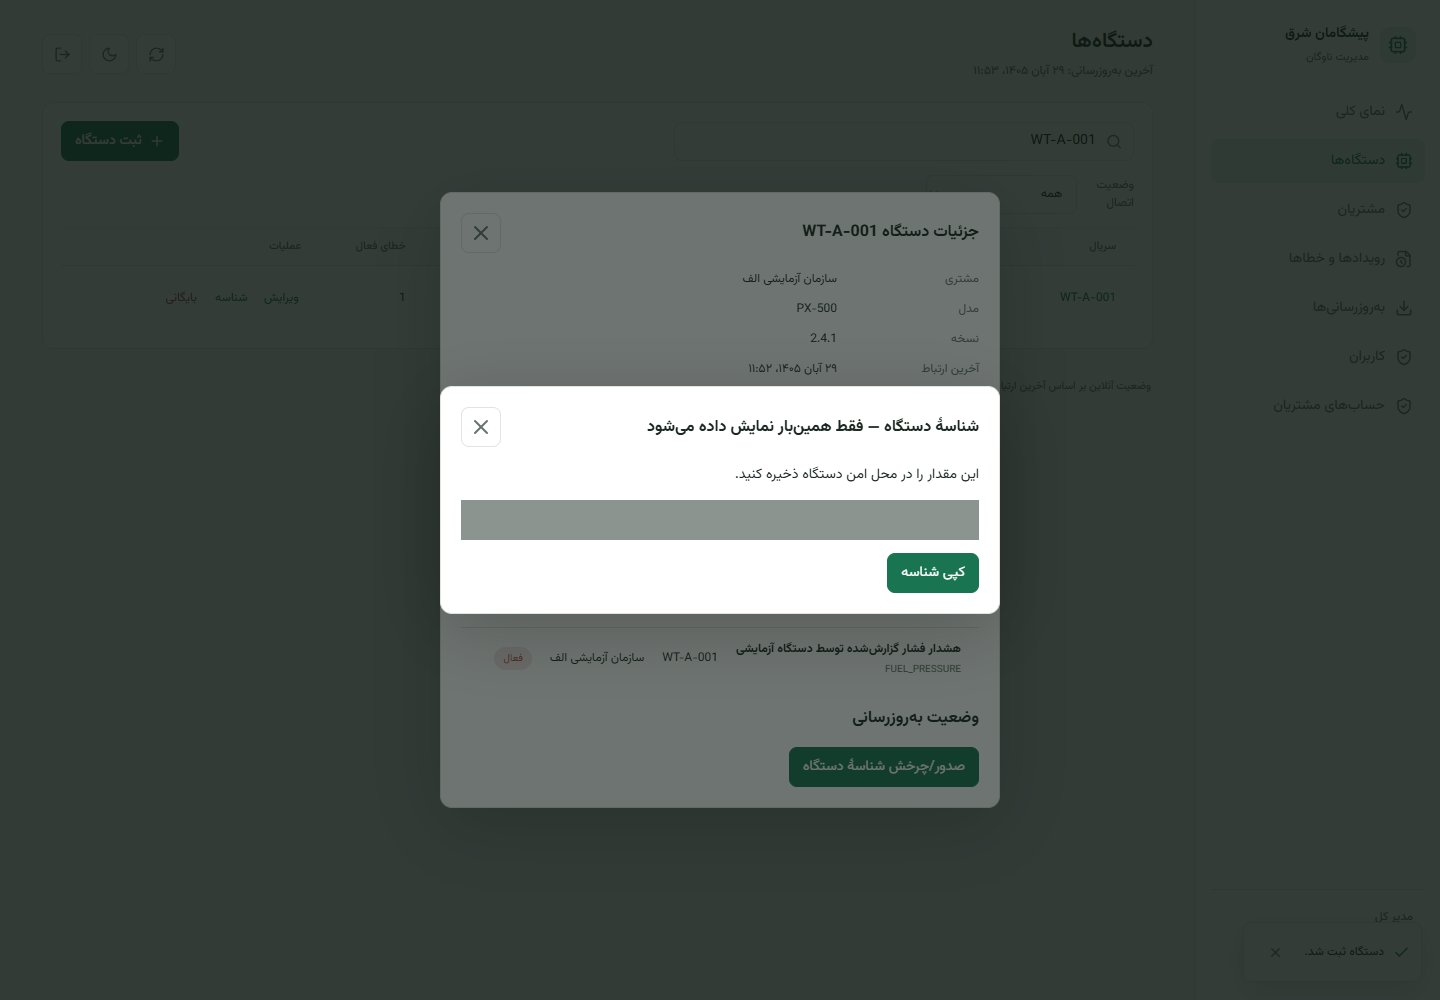 پیشگامان شرق
مدیریت ناوگان
نمای کلی
دستگاه‌ها
مشتریان
رویدادها و خطاها
به‌روزرسانی‌ها
کاربران
حساب‌های مشتریان
مدیر کل
دستگاه‌ها
آخرین به‌روزرسانی: ۲۹ آبان ۱۴۰۵، ۱۱:۵۳
WT-A-001
ثبت دستگاه
وضعیت
اتصال
همه
سریال
خطای فعال
عملیات
WT-A-001
1
ویرایش
شناسه
بایگانی
وضعیت آنلاین بر اساس آخرین
جزئیات دستگاه WT-A-001
مشتری
سازمان آزمایشی الف
مدل
PX-500
نسخه
2.4.1
آخرین ارتباط
۲۹ آبان ۱۴۰۵، ۱۱:۵۲
شناسهٔ دستگاه — فقط همین‌بار نمایش داده می‌شود
این مقدار را در محل امن دستگاه ذخیره کنید.
کپی شناسه
هشدار فشار گزارش‌شده توسط دستگاه آزمایشی
FUEL_PRESSURE
WT-A-001
سازمان آزمایشی الف
فعال
وضعیت به‌روزرسانی
صدور/چرخش شناسهٔ دستگاه
دستگاه ثبت شد.